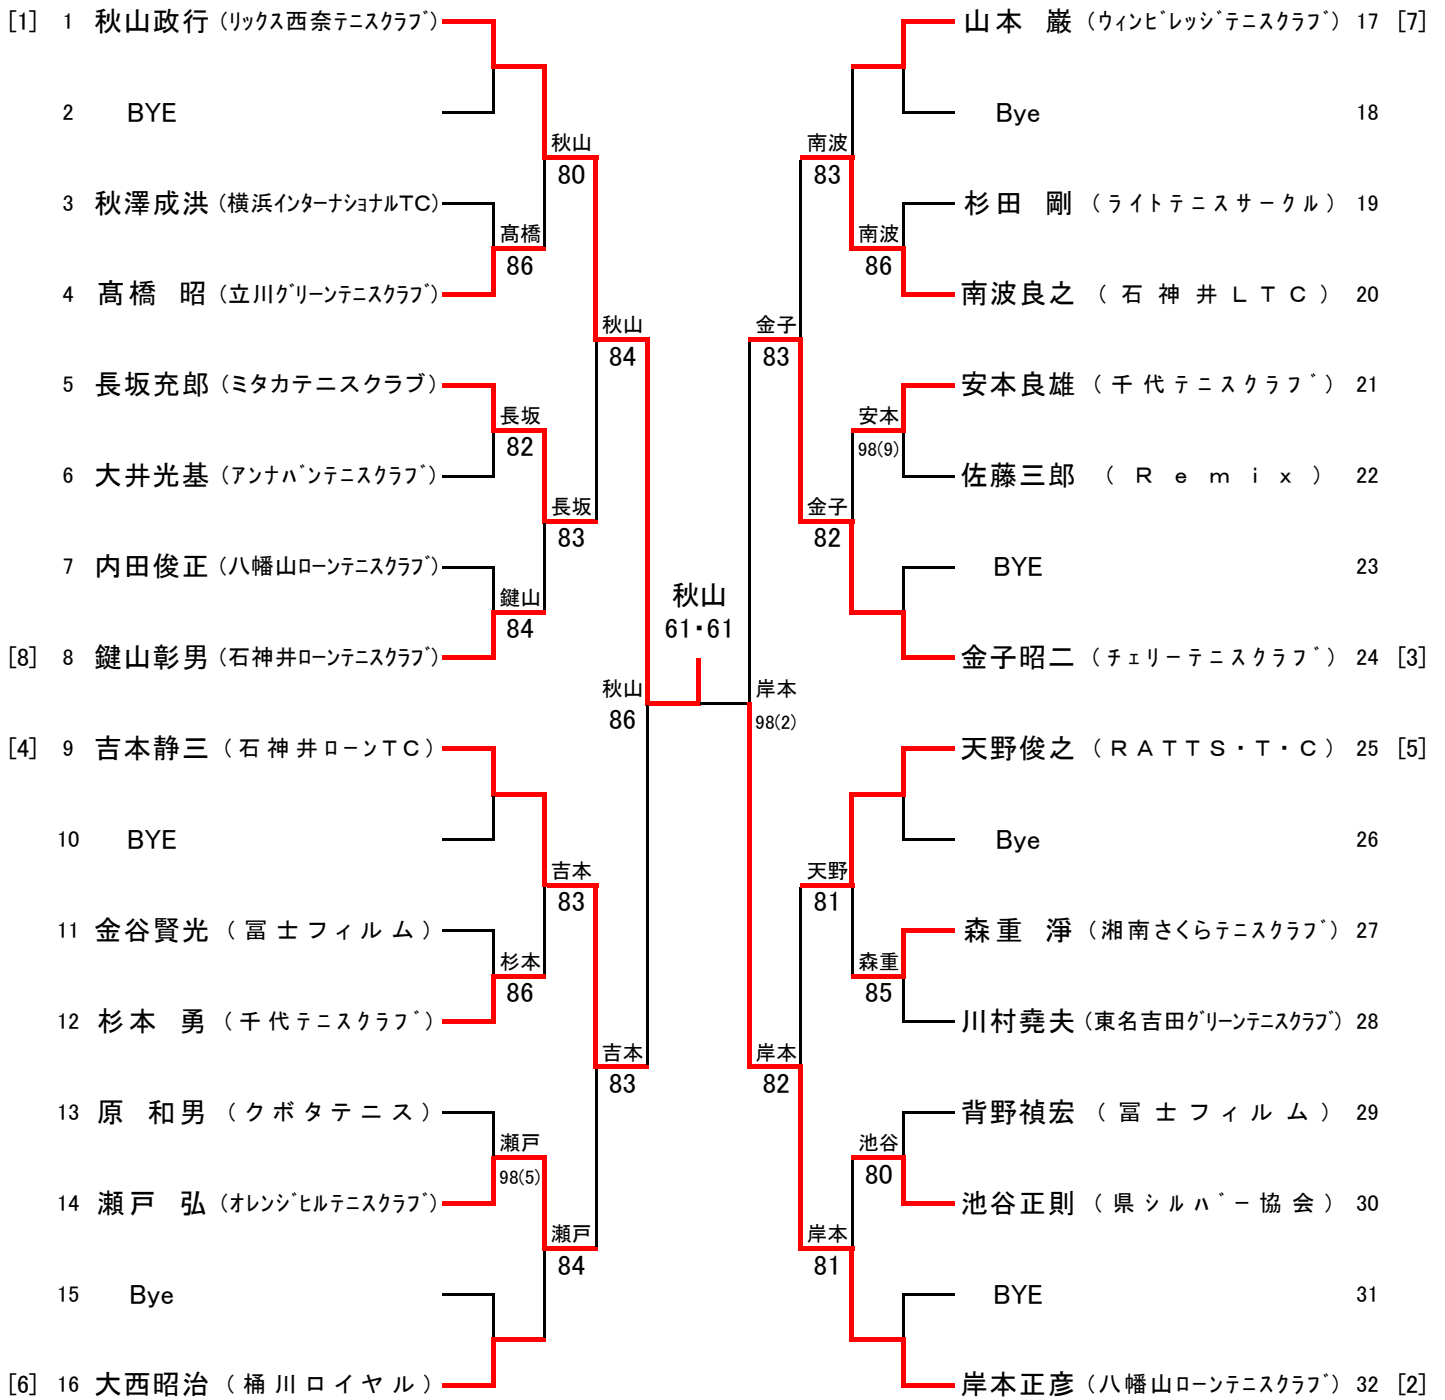 [1] 1 秋山政行 (リックス西奈テニスクラブ)
2 BYE
3 秋澤成洪 (横浜インターナショナルTC)
4 髙橋 昭 (立川グリーンテニスクラブ)
5 長坂充郎 (ミタカテニスクラブ)
6 大井光基 (アンナバンテニスクラブ)
7 内田俊正 (八幡山ローンテニスクラブ)
[8] 8 鍵山彰男 (石神井ローンテニスクラブ)
[4] 9 吉本静三 (石神井ローンTC)
10 BYE
11 金谷賢光 (冨士フィルム)
12 杉本 勇 (千代テニスクラブ)
13 原 和男 (クボタテニス)
14 瀬戸 弘 (オレンジヒルテニスクラブ)
15 Bye
[6] 16 大西昭治 (桶川ロイヤル)
髙橋
86
長坂
82
鍵山
84
杉本
86
瀬戸
98(5)
秋山
80
長坂
83
吉本
83
瀬戸
84
秋山
84
吉本
83
秋山
86
秋山
61・61
岸本
98(2)
金子
83
岸本
82
南波
83
金子
82
天野
81
岸本
81
南波
86
安本
98(9)
森重
85
池谷
80
山本 巌 (ウィンビレッジテニスクラブ) 17 [7]
Bye 18
杉田 剛 (ライトテニスサークル) 19
南波良之 (石神井LTC) 20
安本良雄 (千代テニスクラブ) 21
佐藤三郎 (Remix) 22
BYE 23
金子昭二 (チェリーテニスクラブ) 24 [3]
天野俊之 (RATTS・T・C) 25 [5]
Bye 26
森重 淨 (湘南さくらテニスクラブ) 27
川村堯夫 (東名吉田グリーンテニスクラブ) 28
背野禎宏 (冨士フィルム) 29
池谷正則 (県シルバー協会) 30
BYE 31
岸本正彦 (八幡山ローンテニスクラブ) 32 [2]